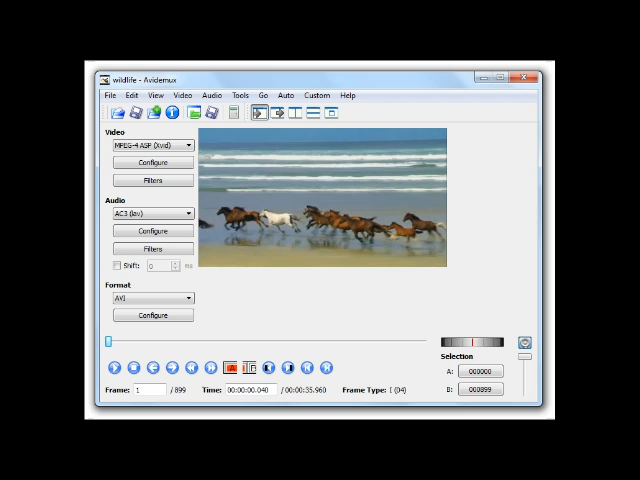 wildlife - Avidemux
File Edit View Video Audio Tools Go Auto Custom Help
Video
MPEG-4 ASP (Xvid)
Configure
Filters
Audio
AC3 (lav)
Configure
Filters
Shift: 0 ms
Format
AVI
Configure
A B
Selection
A: 000000
B: 000899
Frame: 1 / 899 Time: 00:00:00.040 / 00:00:35.960 Frame Type: I (04)